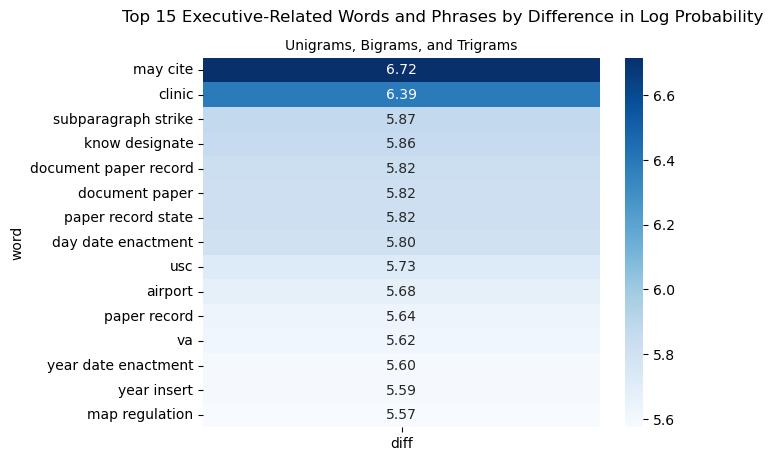 Top 15 Executive-Related Words and Phrases by Difference in Log Probability
Unigrams, Bigrams, and Trigrams
word
may cite 6.72
clinic 6.39
subparagraph strike 5.87
know designate 5.86
document paper record 5.82
document paper 5.82
paper record state 5.82
day date enactment 5.80
usc 5.73
airport 5.68
paper record 5.64
va 5.62
year date enactment 5.60
year insert 5.59
map regulation 5.57
diff
6.6
6.4
6.2
6.0
5.8
5.6